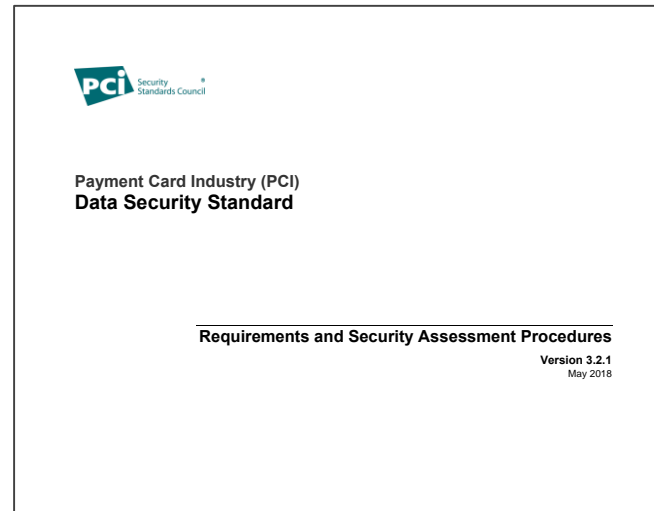 PCi Security ®
Standards Council
Payment Card Industry (PCI)
Data Security Standard
Requirements and Security Assessment Procedures
Version 3.2.1
May 2018